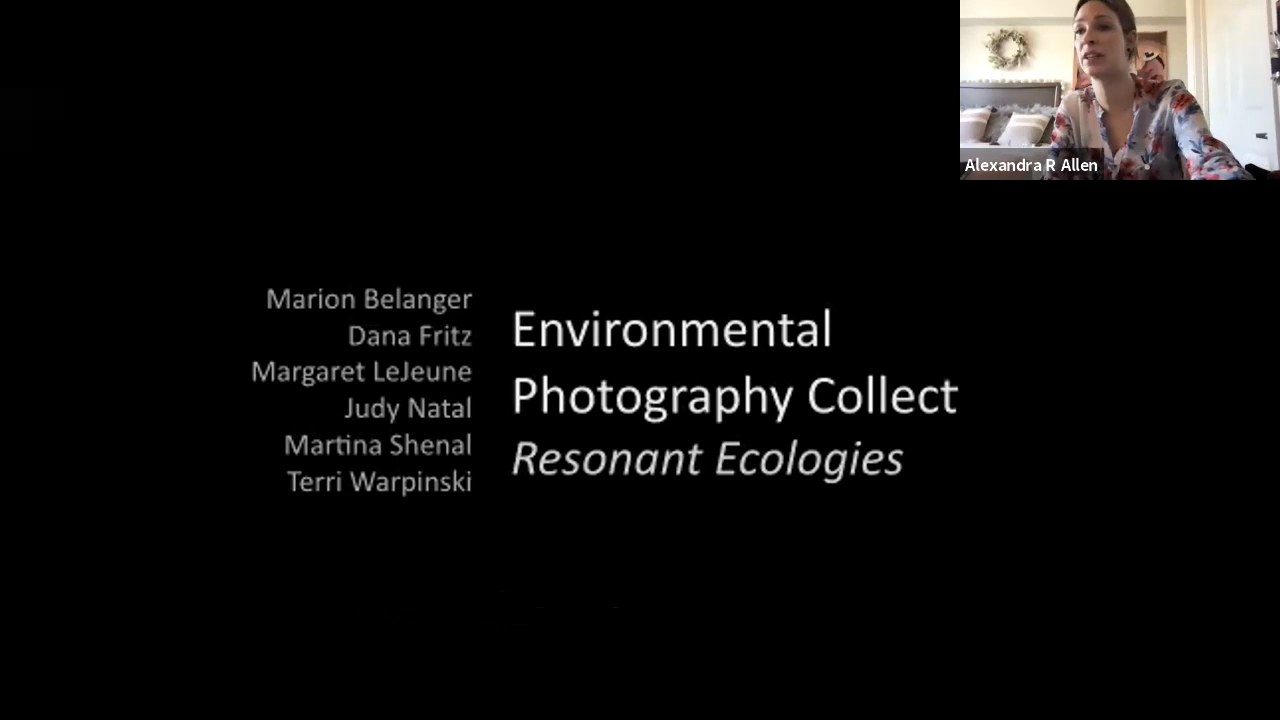 Alexandra R Allen
Marion Belanger
Dana Fritz
Margaret LeJeune
Judy Natal
Martina Shenal
Terri Warpinski
Environmental
Photography Collect
Resonant Ecologies